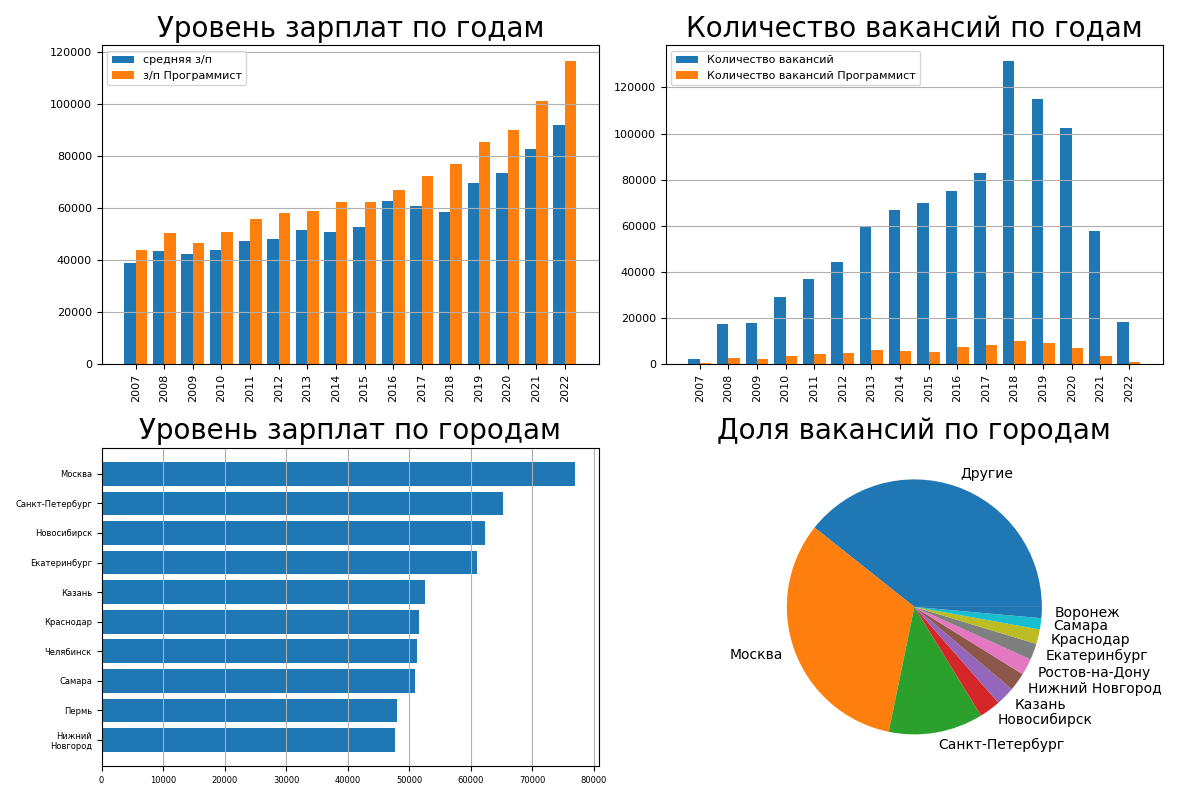 Уровень зарплат по годам
средняя з/п
з/п Программист
120000
100000
80000
60000
40000
20000
0
2007
2008
2009
2010
2011
2012
2013
2014
2015
2016
2017
2018
2019
2020
2021
2022
Количество вакансий по годам
Количество вакансий
Количество вакансий Программист
120000
100000
80000
60000
40000
20000
0
2007
2008
2009
2010
2011
2012
2013
2014
2015
2016
2017
2018
2019
2020
2021
2022
Уровень зарплат по городам
Москва
Санкт-Петербург
Новосибирск
Екатеринбург
Казань
Краснодар
Челябинск
Самара
Пермь
Нижний
Новгород
0
10000
20000
30000
40000
50000
60000
70000
80000
Доля вакансий по городам
Другие
Москва
Санкт-Петербург
Новосибирск
Казань
Нижний Новгород
Ростов-на-Дону
Екатеринбург
Краснодар
Самара
Воронеж